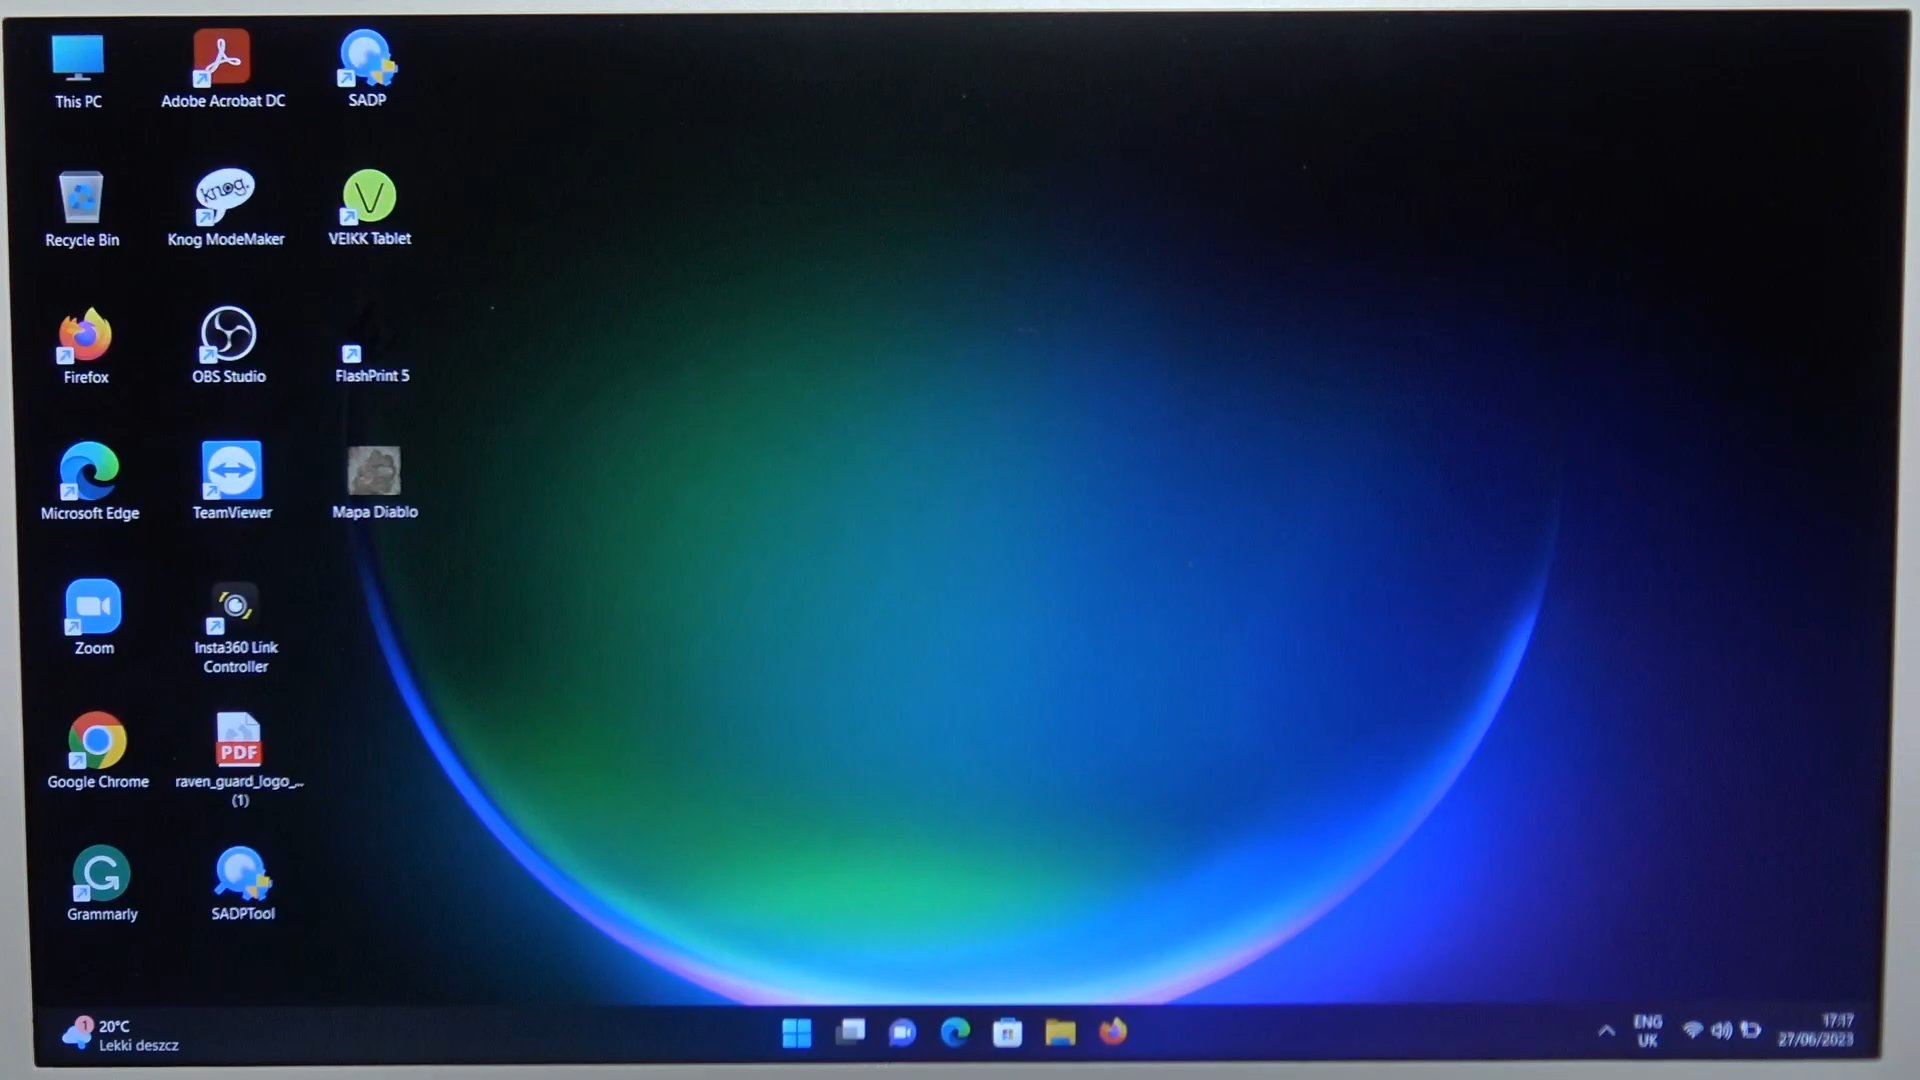 This PC
Adobe Acrobat DC
SADP
knog.
Recycle Bin
Knog ModeMaker
V
VEIKK Tablet
Firefox
OBS Studio
FlashPrint 5
Microsoft Edge
TeamViewer
Mapa Diablo
Zoom
Insta360 Link
Controller
Google Chrome
PDF
raven_guard_logo_...
(1)
G
Grammarly
SADPTool
1
20°C
Lekki deszcz
ENG
UK
17:17
27/06/2023